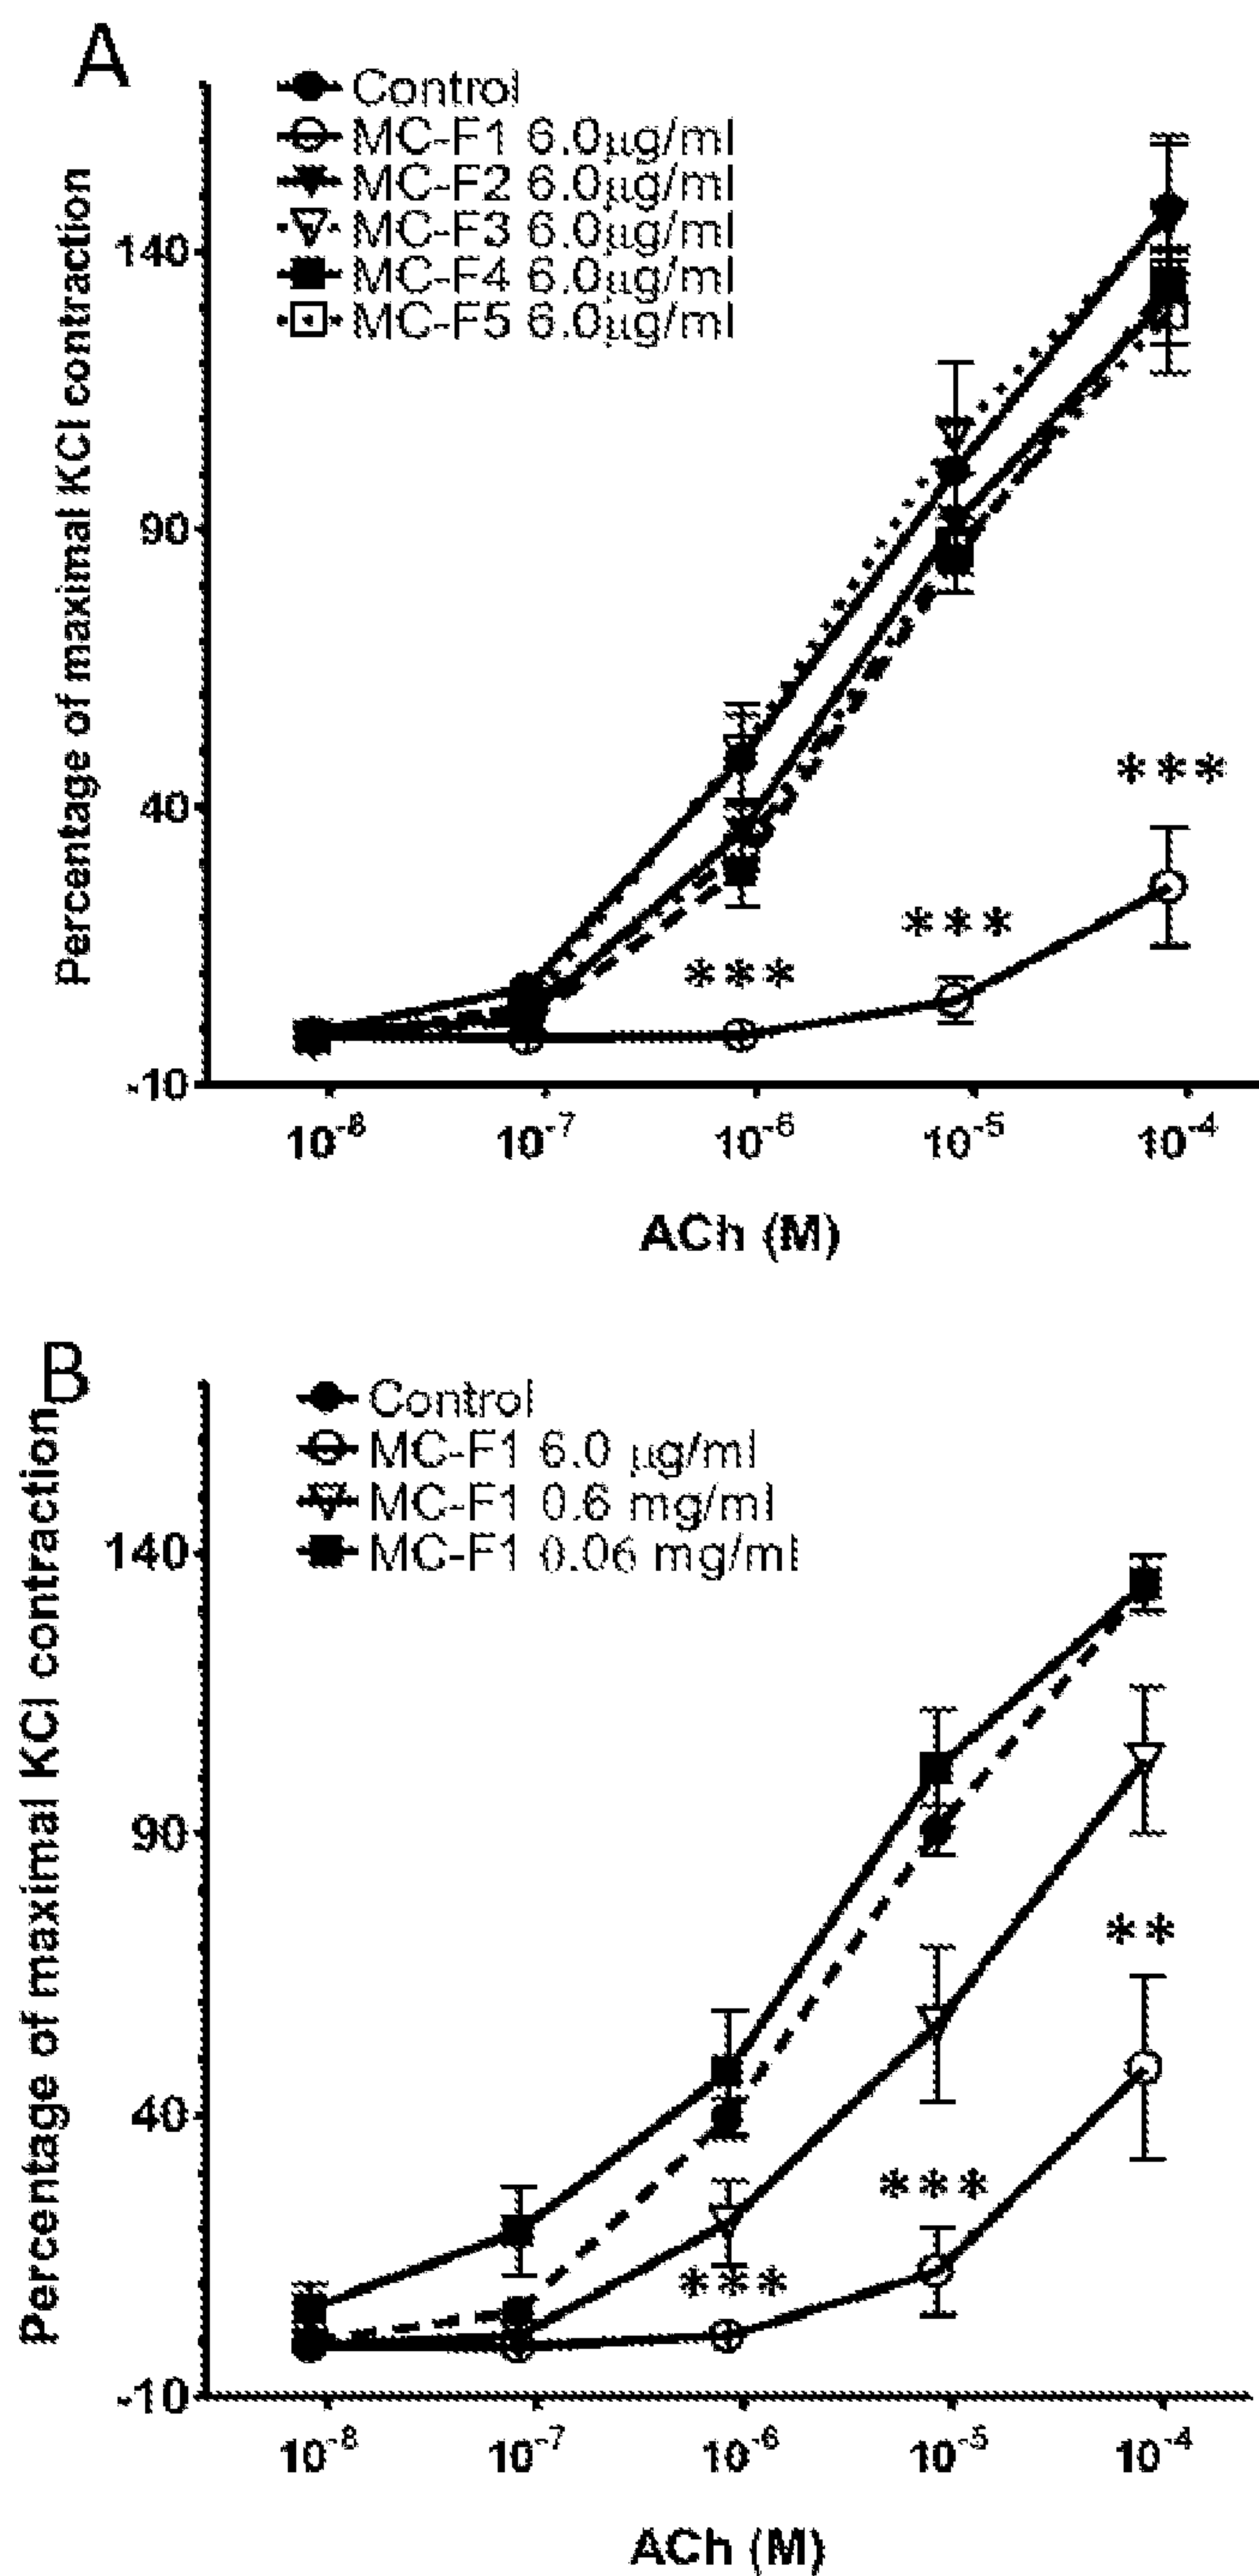 A
Control
MC-F1 6.0µg/ml
MC-F2 6.0µg/ml
MC-F3 6.0µg/ml
MC-F4 6.0µg/ml
MC-F5 6.0µg/ml
Percentage of maximal KCl contraction
140
90
40
-10
***
***
***
10⁻⁸ 10⁻⁷ 10⁻⁶ 10⁻⁵ 10⁻⁴
ACh (M)
B
Control
MC-F1 6.0 µg/ml
MC-F1 0.6 mg/ml
MC-F1 0.06 mg/ml
Percentage of maximal KCl contraction
140
90
40
-10
**
***
***
10⁻⁸ 10⁻⁷ 10⁻⁶ 10⁻⁵ 10⁻⁴
ACh (M)